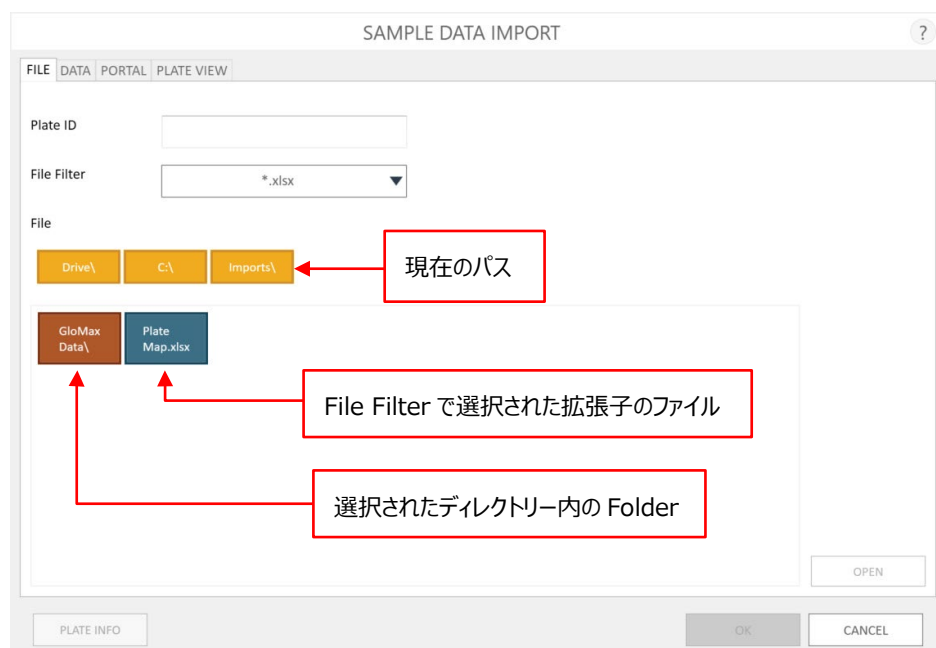 SAMPLE DATA IMPORT
?
FILE DATA PORTAL PLATE VIEW
Plate ID
File Filter
*.xlsx
File
Drive\ C:\ Imports\
現在のパス
GloMax
Data\
Plate
Map.xlsx
File Filter で選択された拡張子のファイル
選択されたディレクトリー内の Folder
OPEN
PLATE INFO
OK
CANCEL